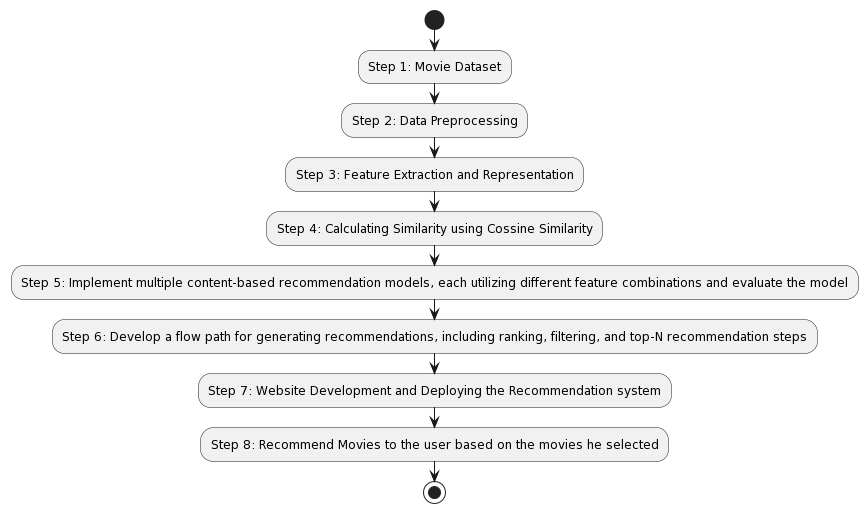 Step 1: Movie Dataset
Step 2: Data Preprocessing
Step 3: Feature Extraction and Representation
Step 4: Calculating Similarity using Cossine Similarity
Step 5: Implement multiple content-based recommendation models, each utilizing different feature combinations and evaluate the model
Step 6: Develop a flow path for generating recommendations, including ranking, filtering, and top-N recommendation steps
Step 7: Website Development and Deploying the Recommendation system
Step 8: Recommend Movies to the user based on the movies he selected